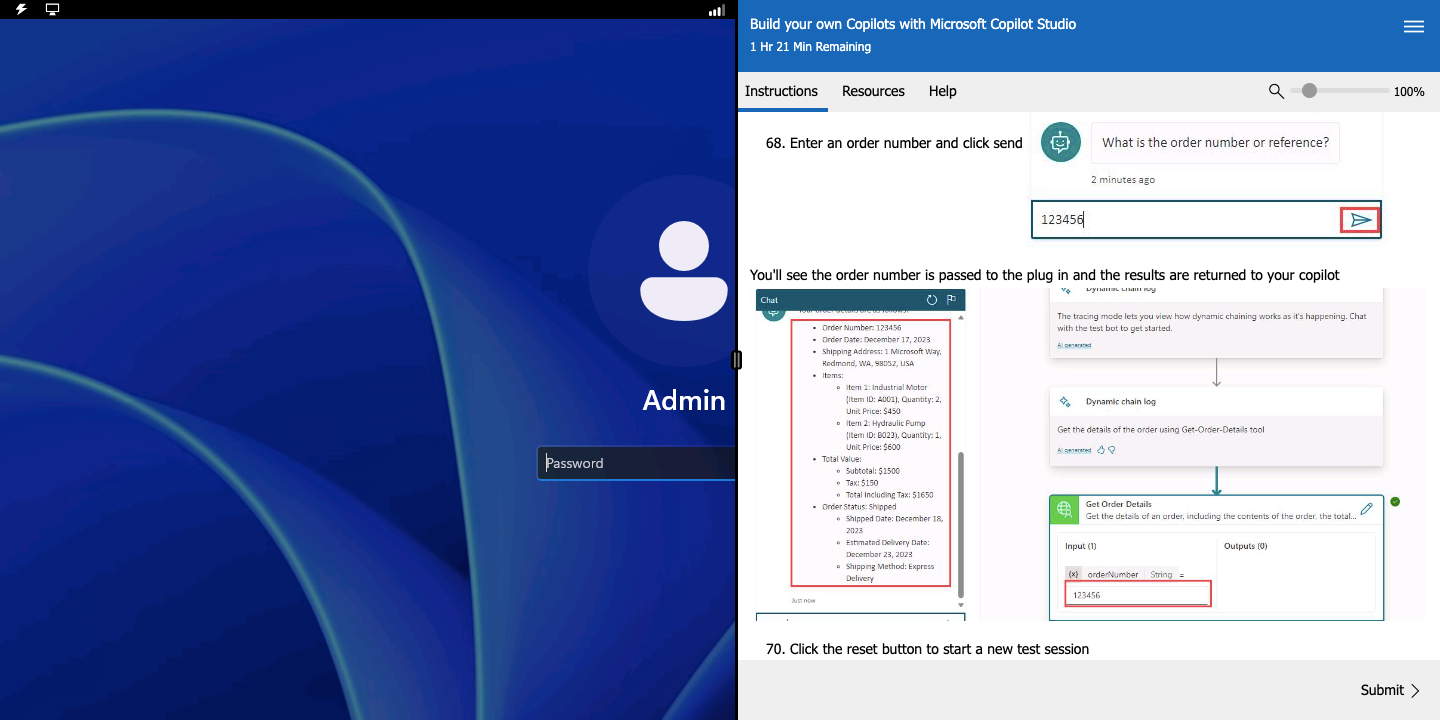 Admin
Password
Build your own Copilots with Microsoft Copilot Studio
1 Hr 21 Min Remaining
Instructions
Resources
Help
100%
68. Enter an order number and click send
What is the order number or reference?
2 minutes ago
123456
You'll see the order number is passed to the plug in and the results are returned to your copilot
Chat
Your order details are as follows:
• Order Number: 123456
• Order Date: December 17, 2023
• Shipping Address: 1 Microsoft Way,
Redmond, WA, 98052, USA
• Items:
Item 1: Industrial Motor
(Item ID: A001), Quantity: 2,
Unit Price: $450
Item 2: Hydraulic Pump
(Item ID: B023), Quantity: 1,
Unit Price: $600
• Total Value:
Subtotal: $1500
Tax: $150
Total Including Tax: $1650
• Order Status: Shipped
Shipped Date: December 18,
2023
Estimated Delivery Date:
December 23, 2023
Shipping Method: Express
Delivery
Just now
Dynamic chain log
The tracing mode lets you view how dynamic chaining works as it's happening. Chat
with the test bot to get started.
AI generated
Dynamic chain log
Get the details of the order using Get-Order-Details tool
AI generated
Get Order Details
Get the details of an order, including the contents of the order, the total...
Input (1)
Outputs (0)
{x} orderNumber String =
123456
70. Click the reset button to start a new test session
Submit